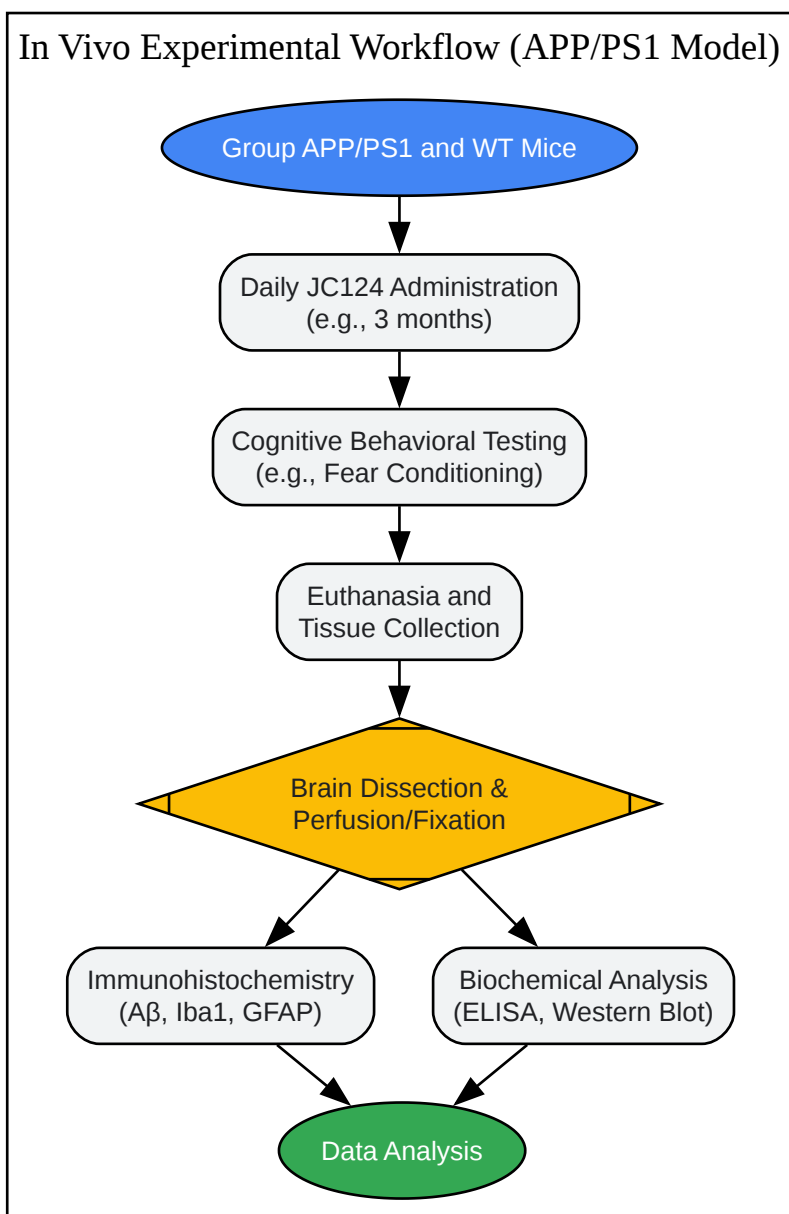 In Vivo Experimental Workflow (APP/PS1 Model)
Group APP/PS1 and WT Mice
Daily JC124 Administration
(e.g., 3 months)
Cognitive Behavioral Testing
(e.g., Fear Conditioning)
Euthanasia and
Tissue Collection
Brain Dissection &
Perfusion/Fixation
Immunohistochemistry
(Aβ, Iba1, GFAP)
Biochemical Analysis
(ELISA, Western Blot)
Data Analysis